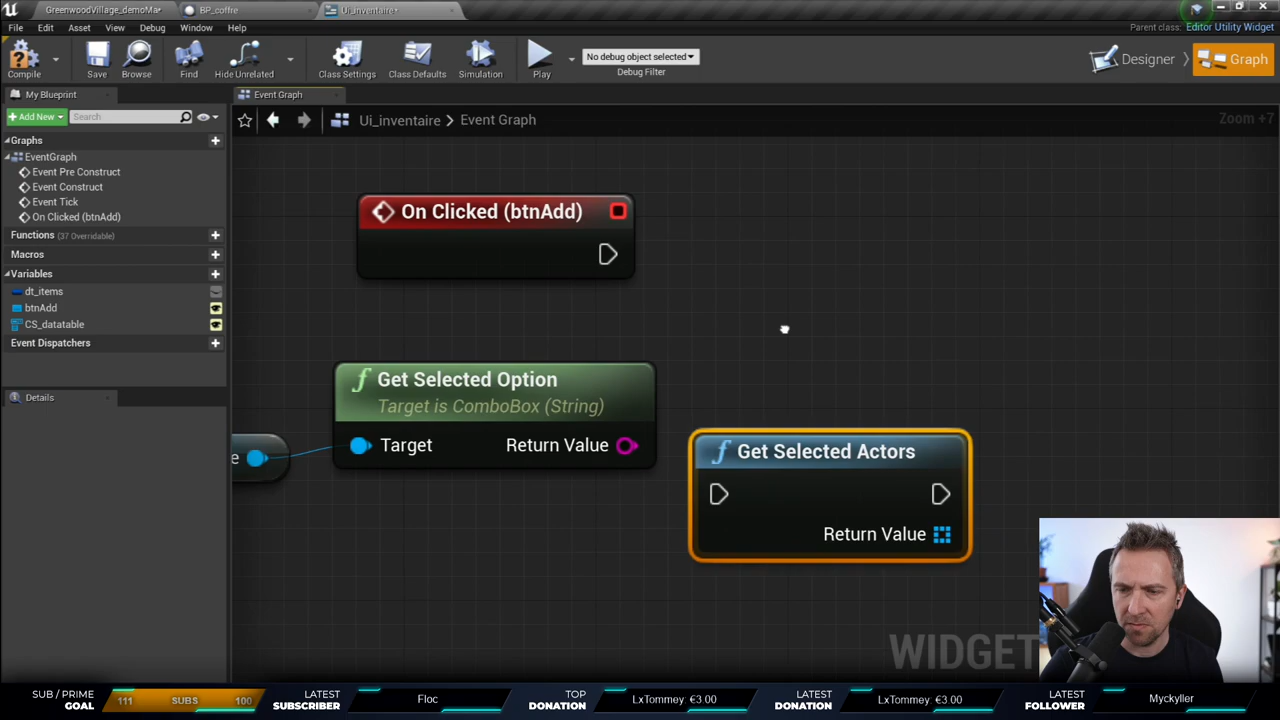 GreenwoodVillage_demoMa•
BP_coffre
Ui_inventaire•
File Edit Asset View Debug Window Help
Parent class: Editor Utility Widget
Compile
Save
Browse
Find
Hide Unrelated
Class Settings
Class Defaults
Simulation
Play
No debug object selected
Debug Filter
Designer
Graph
My Blueprint
Event Graph
Add New
Search
Ui_inventaire > Event Graph
Zoom +7
Graphs
EventGraph
Event Pre Construct
Event Construct
Event Tick
On Clicked (btnAdd)
Functions (37 Overridable)
Macros
Variables
dt_items
btnAdd
CS_datatable
Event Dispatchers
Details
On Clicked (btnAdd)
Get Selected Option
Target is ComboBox (String)
e
Target
Return Value
Get Selected Actors
Return Value
WIDGET
SUB / PRIME GOAL
111 SUBS 100
LATEST SUBSCRIBER
Floc
TOP DONATION
LxTommey: €3.00
LATEST DONATION
LxTommey: €3.00
LATEST FOLLOWER
Myckyller